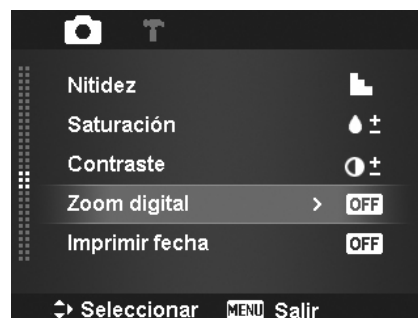 Nitidez
Saturación
Contraste
Zoom digital > OFF
Imprimir fecha OFF
Seleccionar MENU Salir